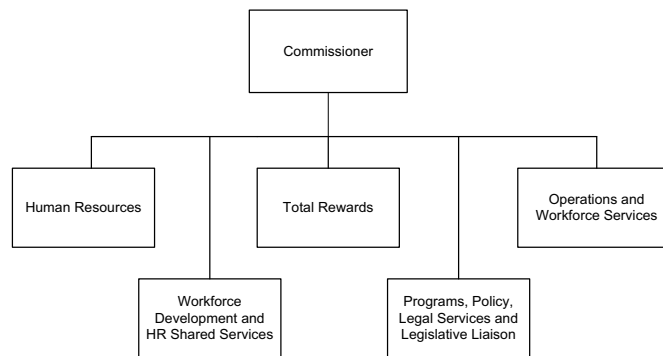 Commissioner
Human Resources
Total Rewards
Operations and
Workforce Services
Workforce
Development and
HR Shared Services
Programs, Policy,
Legal Services and
Legislative Liaison